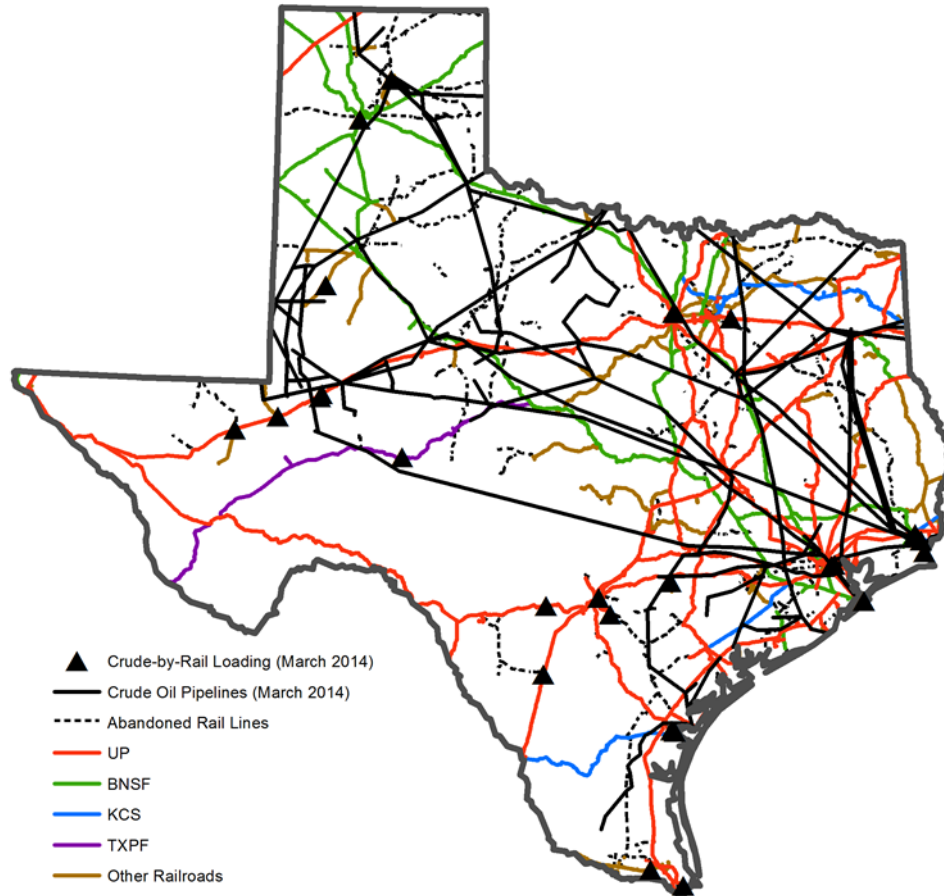 Crude-by-Rail Loading (March 2014)
Crude Oil Pipelines (March 2014)
Abandoned Rail Lines
UP
BNSF
KCS
TXPF
Other Railroads